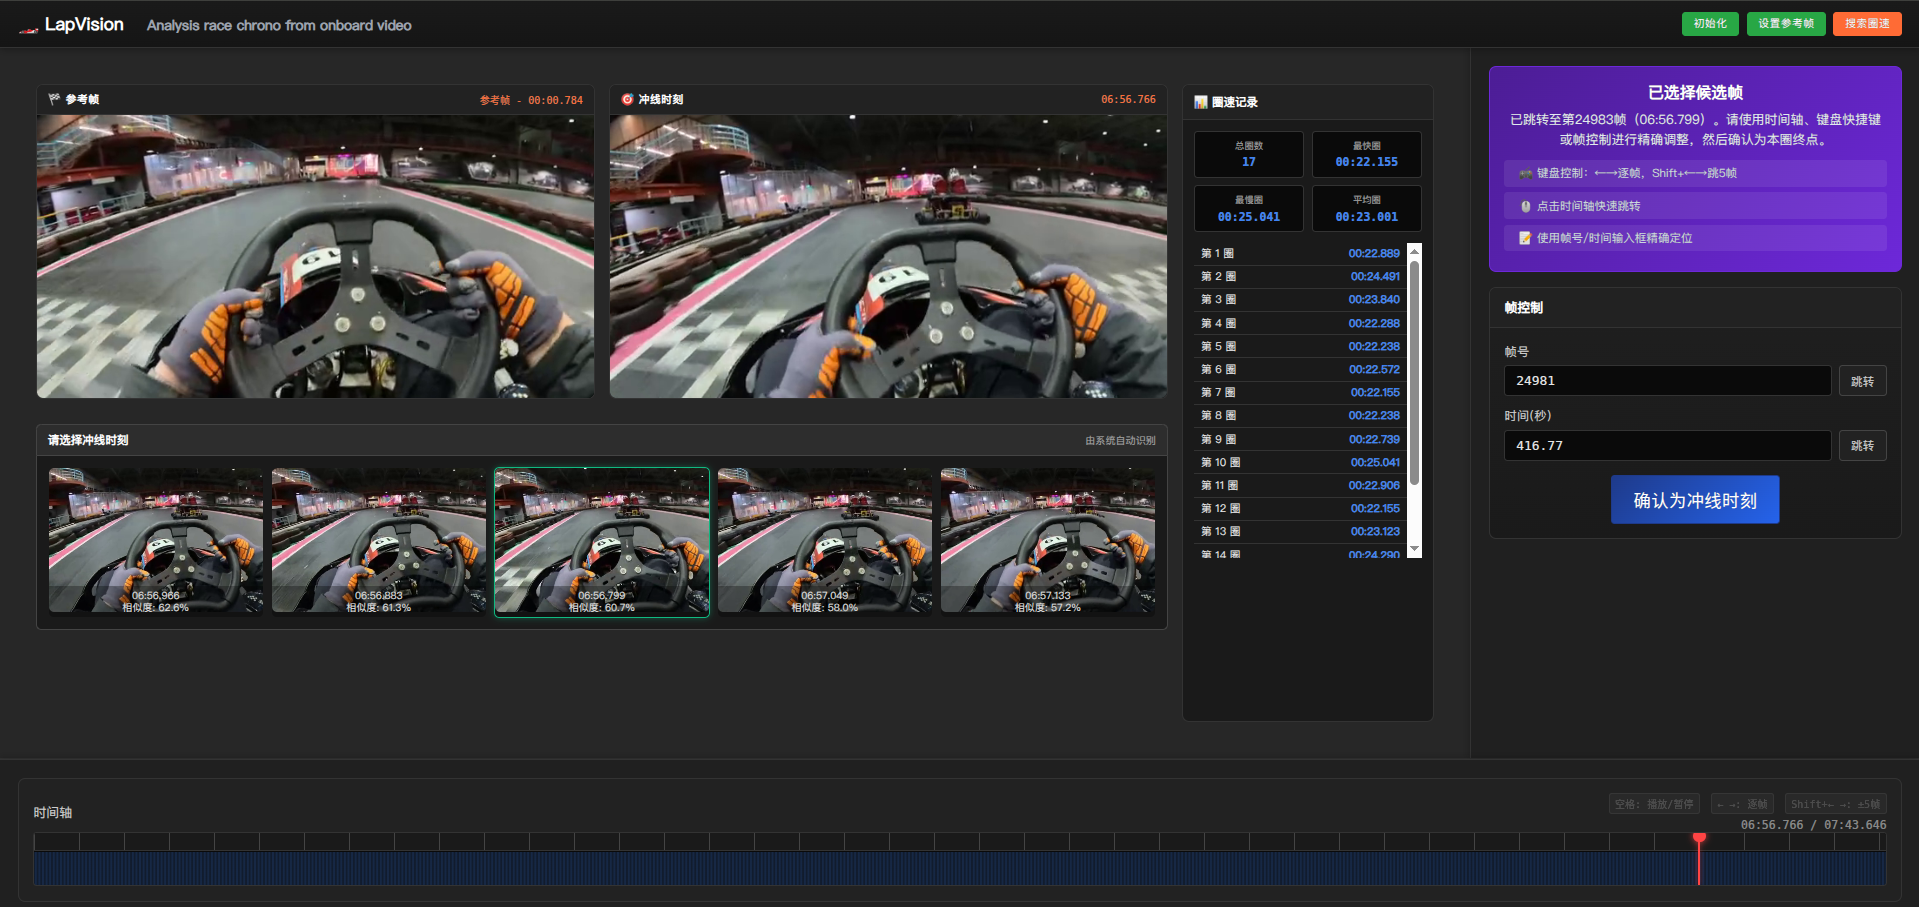 LapVision
Analysis race chrono from onboard video
初始化
设置参考帧
搜索圈速
参考帧
参考帧 - 00:00.784
冲线时刻
06:56.766
圈速记录
总圈数
17
最快圈
00:22.155
最慢圈
00:25.041
平均圈
00:23.001
第 1 圈 00:22.889
第 2 圈 00:24.491
第 3 圈 00:23.840
第 4 圈 00:22.288
第 5 圈 00:22.238
第 6 圈 00:22.572
第 7 圈 00:22.155
第 8 圈 00:22.238
第 9 圈 00:22.739
第 10 圈 00:25.041
第 11 圈 00:22.906
第 12 圈 00:22.155
第 13 圈 00:23.123
第 14 圈 00:24.290
请选择冲线时刻
由系统自动识别
06:56.966
相似度: 62.6%
06:56.883
相似度: 61.3%
06:56.799
相似度: 60.7%
06:57.049
相似度: 58.0%
06:57.133
相似度: 57.2%
已选择候选帧
已跳转至第24983帧（06:56.799）。请使用时间轴、键盘快捷键
或帧控制进行精确调整，然后确认为本圈终点。
键盘控制：←→逐帧，Shift+←→跳5帧
点击时间轴快速跳转
使用帧号/时间输入框精确定位
帧控制
帧号
24981
跳转
时间(秒)
416.77
跳转
确认为冲线时刻
时间轴
空格: 播放/暂停
← →: 逐帧
Shift+← →: ±5帧
06:56.766 / 07:43.646